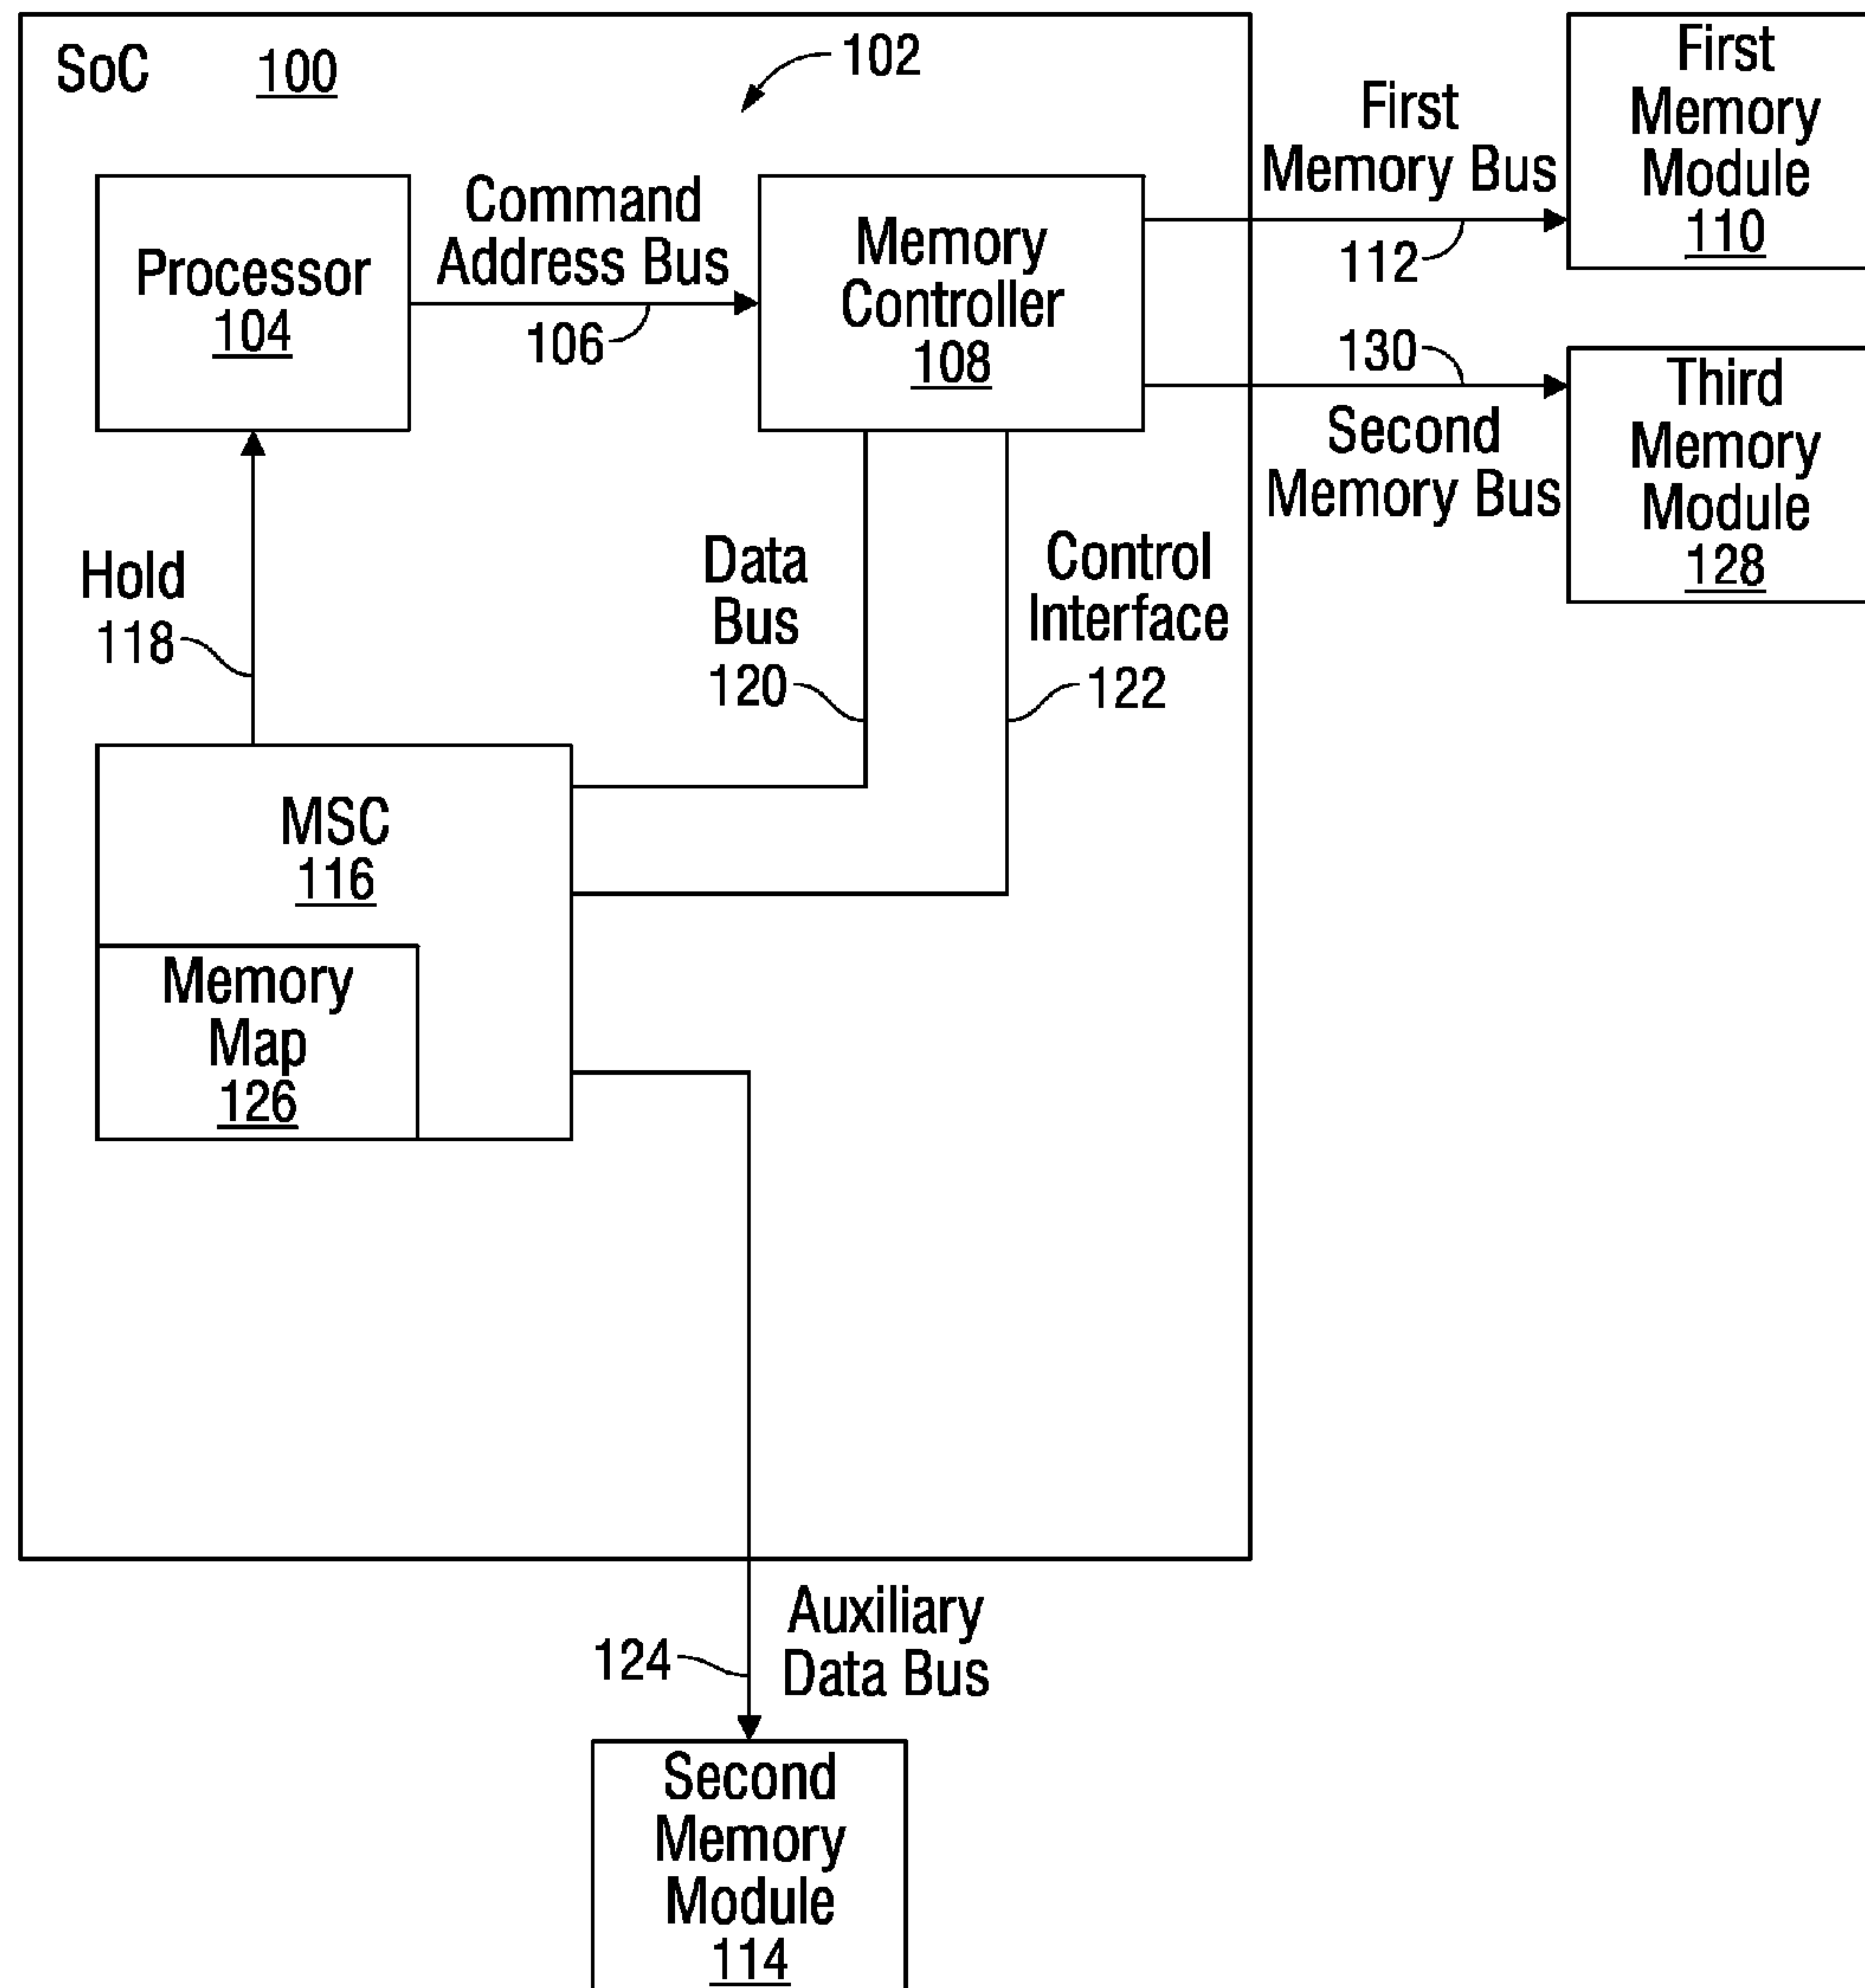 SoC 100
102
Processor
104
Command
Address Bus
106
Memory
Controller
108
First
Memory Bus
112
First
Memory
Module
110
130
Second
Memory Bus
Third
Memory
Module
128
Hold
118
Data
Bus
120
Control
Interface
122
MSC
116
Memory
Map
126
124
Auxiliary
Data Bus
Second
Memory
Module
114